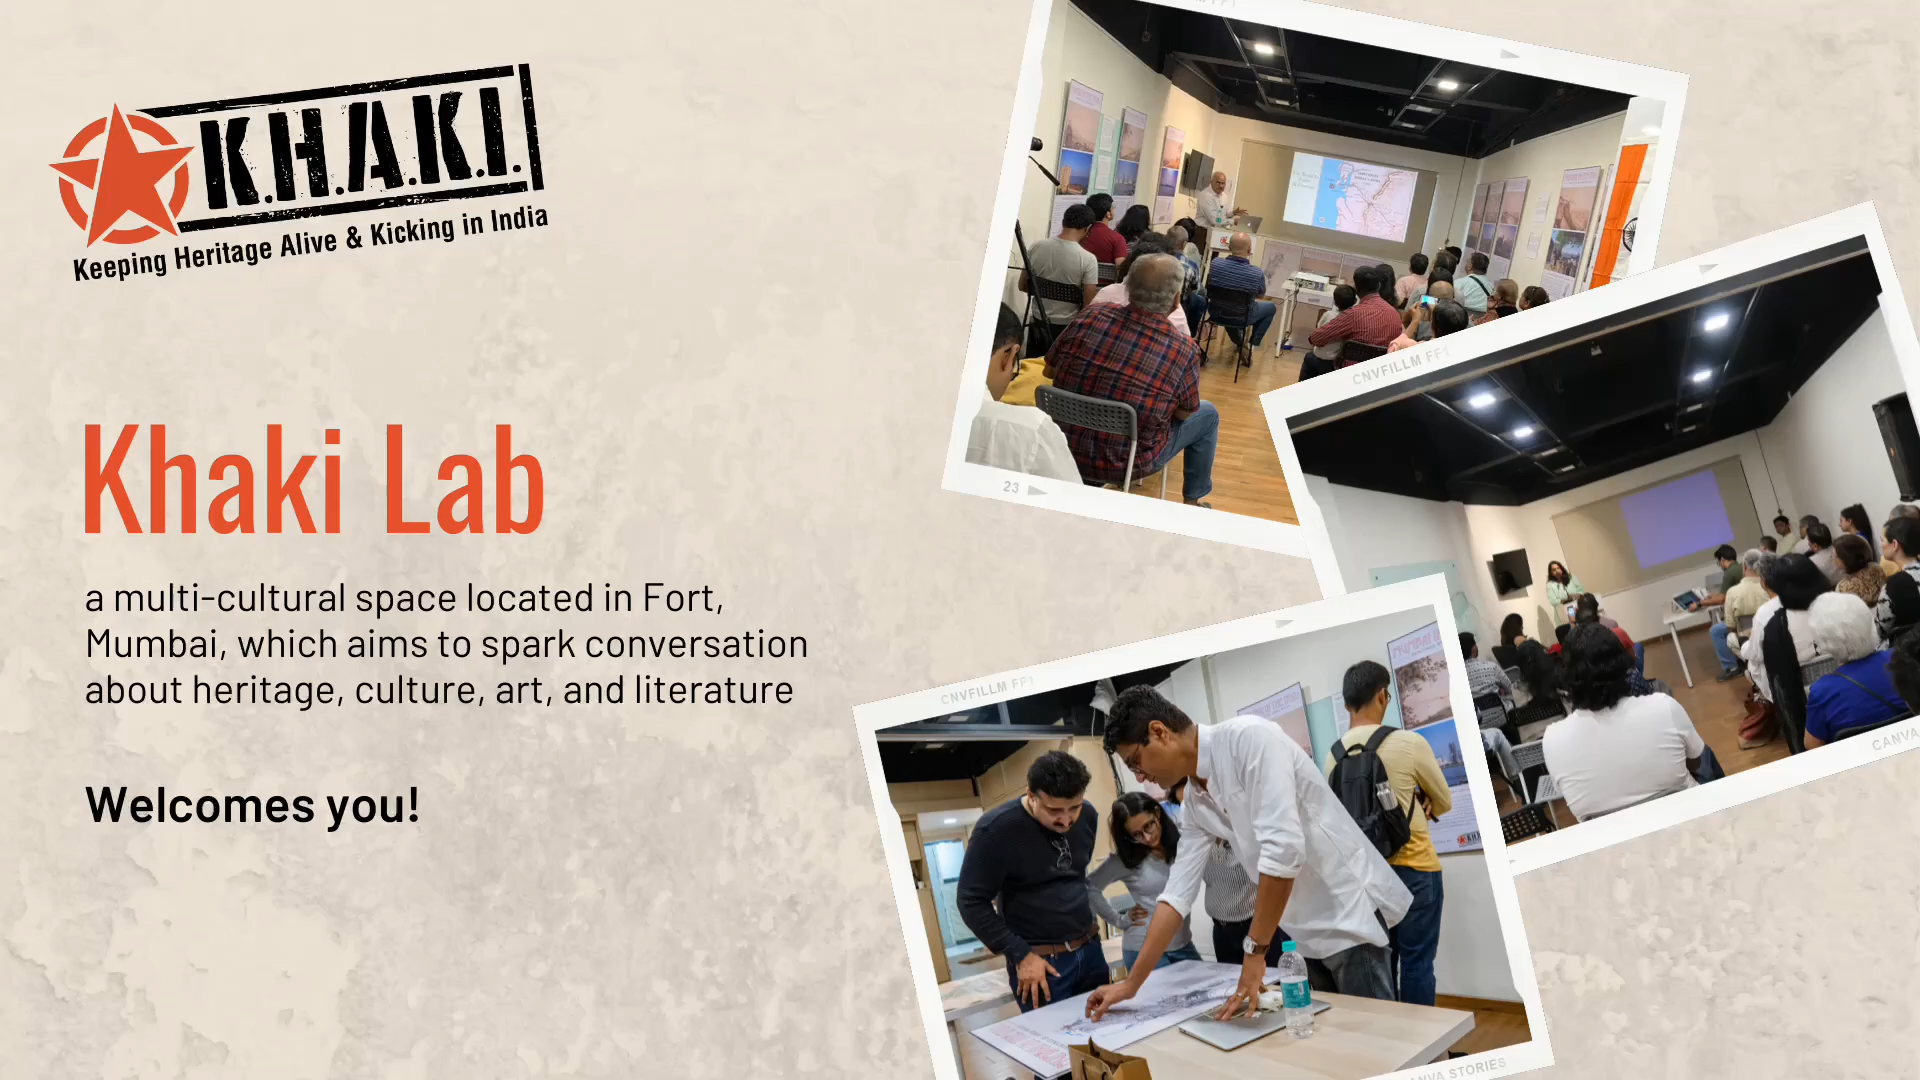 K.H.A.K.I.
Keeping Heritage Alive & Kicking in India
Khaki Lab
a multi-cultural space located in Fort,
Mumbai, which aims to spark conversation
about heritage, culture, art, and literature
Welcomes you!
23
CNVFILLM FF1
CNVFILLM FF1
CANVA
CANVA STORIES